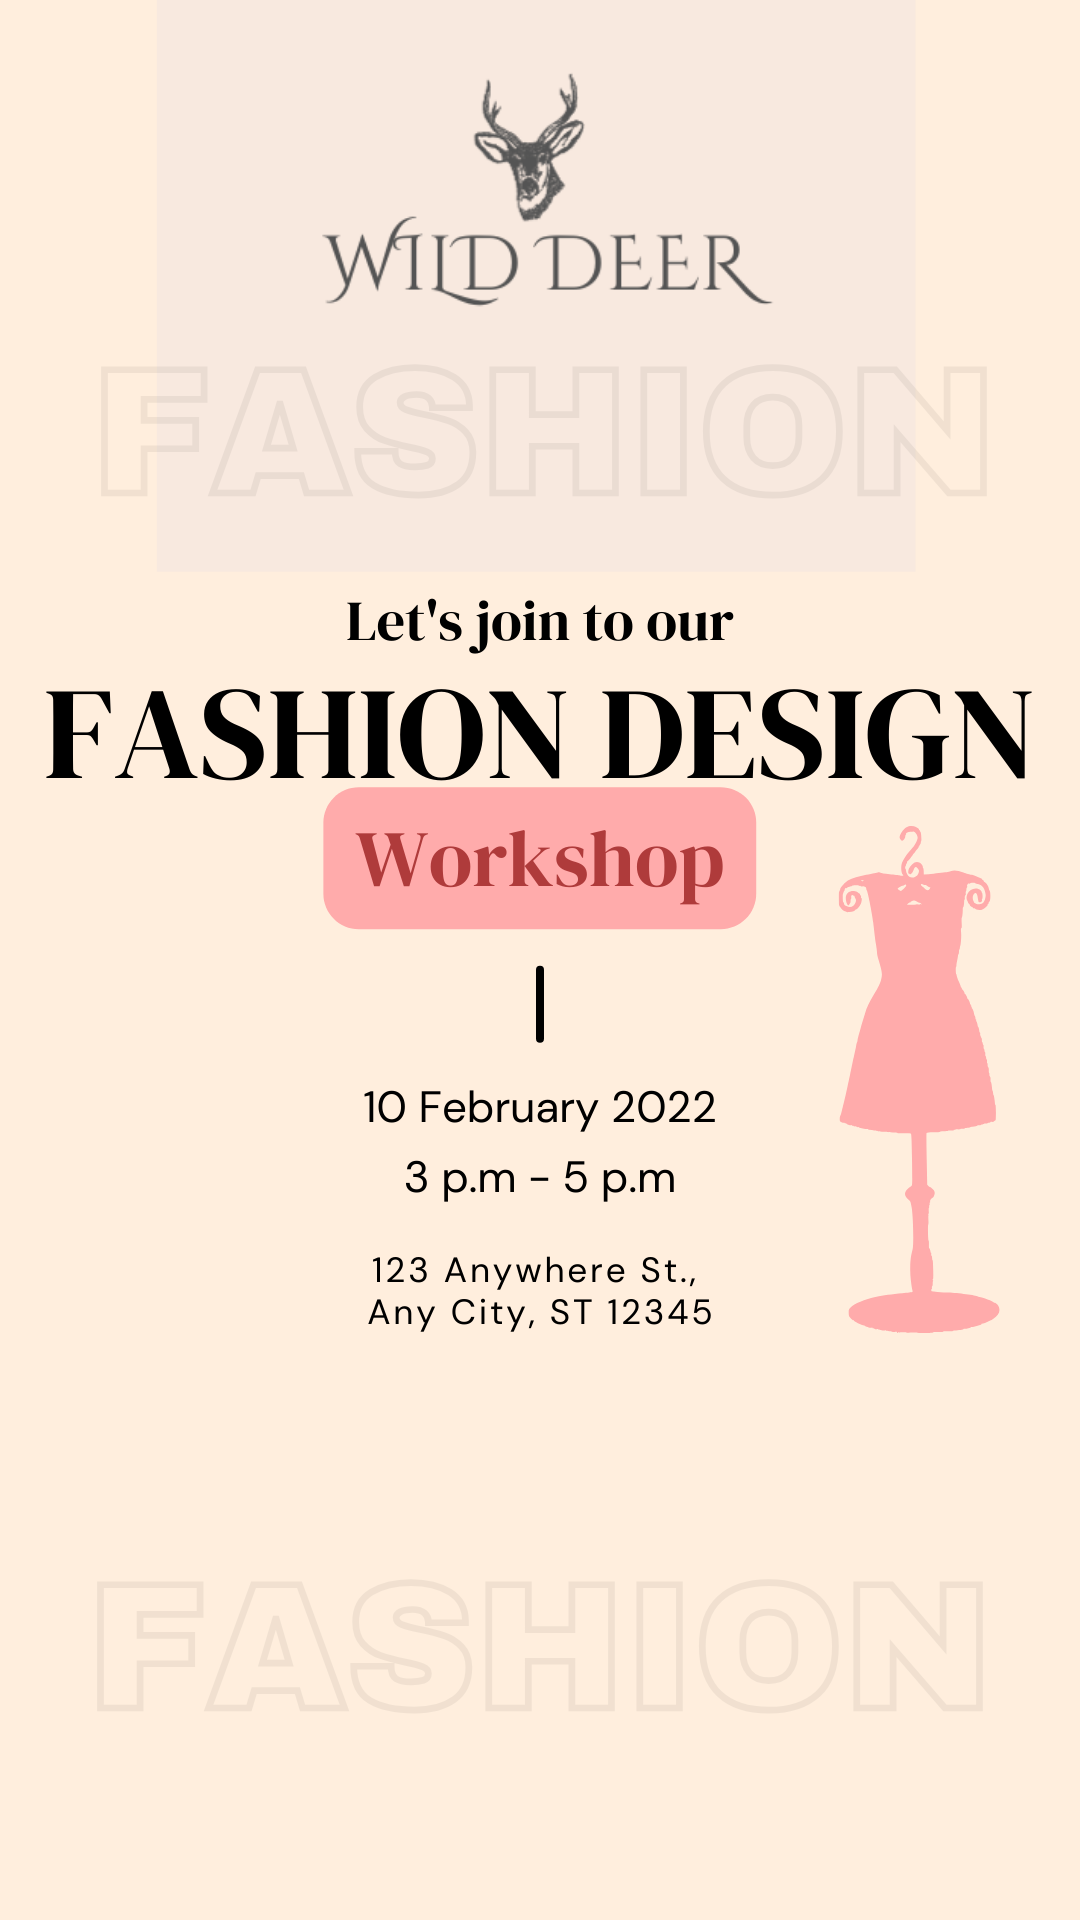 WILD DEER
FASHION
Let's join to our
FASHION DESIGN
Workshop
10 February 2022
3 p.m - 5 p.m
123 Anywhere St.,
Any City, ST 12345
FASHION